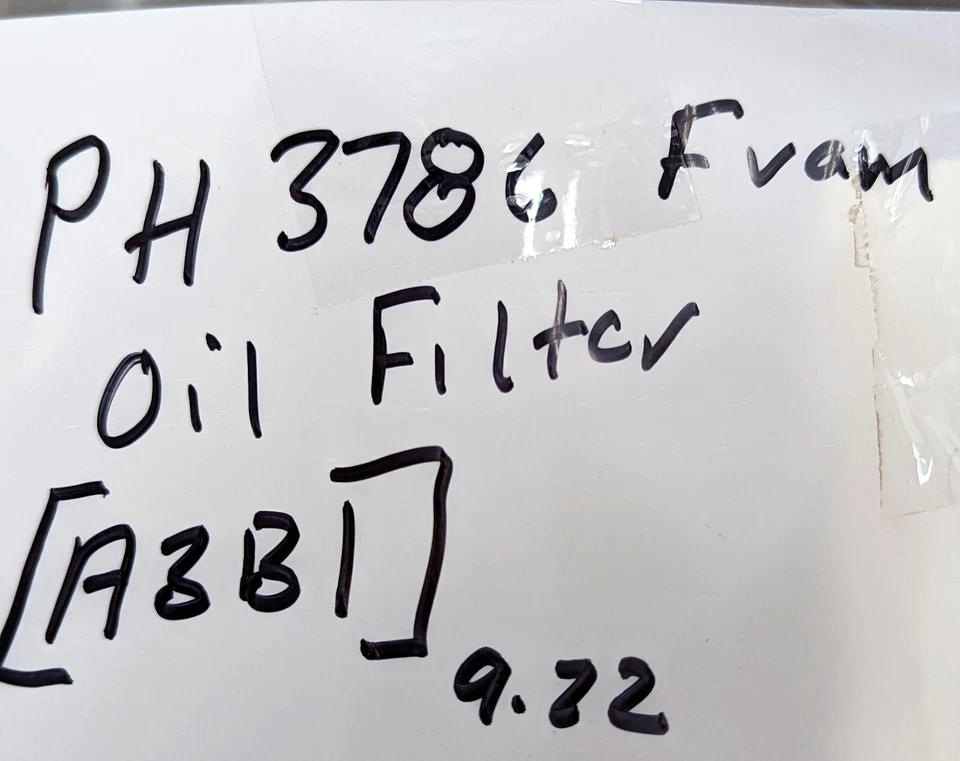 PH 3786 Fram
Oil Filter
[A3B1]
9.22